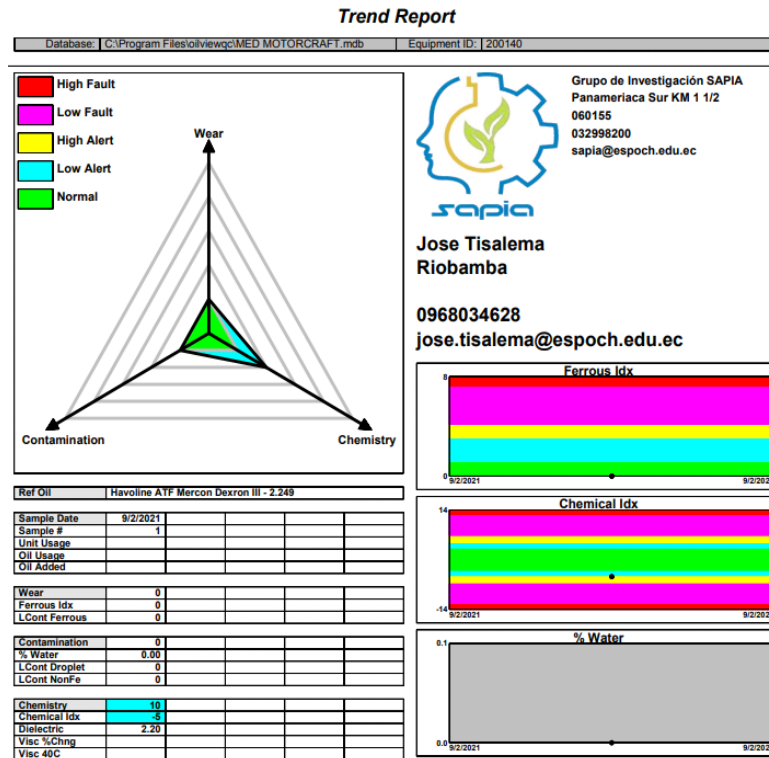 Trend Report
Database: C:\Program Files\oilviewqc\MED MOTORCRAFT.mdb Equipment ID: 200140
High Fault
Low Fault
High Alert
Low Alert
Normal
Wear
Contamination
Chemistry
Grupo de Investigación SAPIA
Panameriaca Sur KM 1 1/2
060155
032998200
sapia@espoch.edu.ec
sapia
Jose Tisalema
Riobamba
0968034628
jose.tisalema@espoch.edu.ec
Ferrous Idx
8
0
9/2/2021 9/2/202
Ref Oil Havoline ATF Mercon Dexron III - 2.249
Sample Date 9/2/2021
Sample # 1
Unit Usage
Oil Usage
Oil Added
Chemical Idx
14
-14
9/2/2021 9/2/202
Wear 0
Ferrous Idx 0
LCont Ferrous 0
Contamination 0
% Water 0.00
LCont Droplet 0
LCont NonFe 0
% Water
0.1
0.0
9/2/2021 9/2/202
Chemistry 10
Chemical Idx -5
Dielectric 2.20
Visc %Chng
Visc 40C